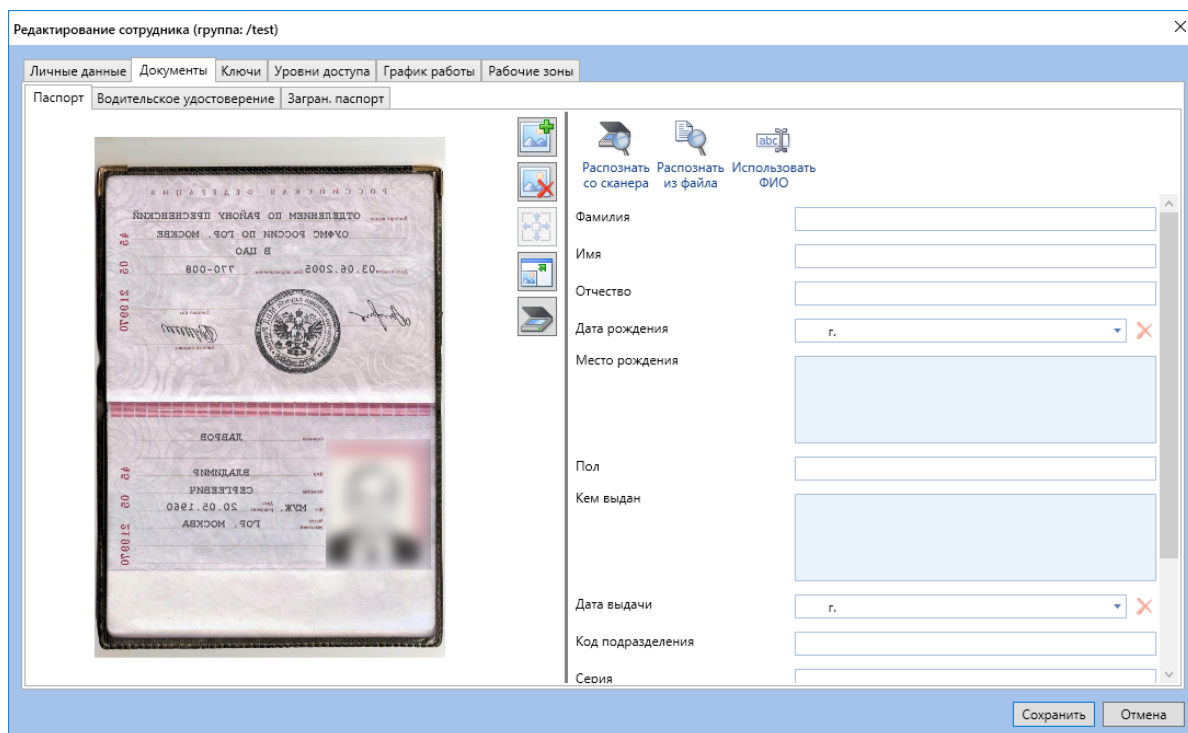 Редактирование сотрудника (группа: /test)
Личные данные Документы Ключи Уровни доступа График работы Рабочие зоны
Паспорт Водительское удостоверение Загран. паспорт
РОССИЙСКАЯ ФЕДЕРАЦИЯ
ОТДЕЛЕНИЕМ ПО РАЙОНУ ПРЕСНЕНСКИЙ
ОУФМС РОССИИ ПО ГОР. МОСКВЕ
В ЦАО
03.06.2005 770-008
45 05 219970
ЛАВРОВ
ВЛАДИМИР
СЕРГЕЕВИЧ
МУЖ. 20.05.1960
ГОР. МОСКВА
45 05 219970
Распознать со сканера
Распознать из файла
abc
Использовать ФИО
Фамилия
Имя
Отчество
Дата рождения г.
Место рождения
Пол
Кем выдан
Дата выдачи г.
Код подразделения
Серия
Сохранить Отмена